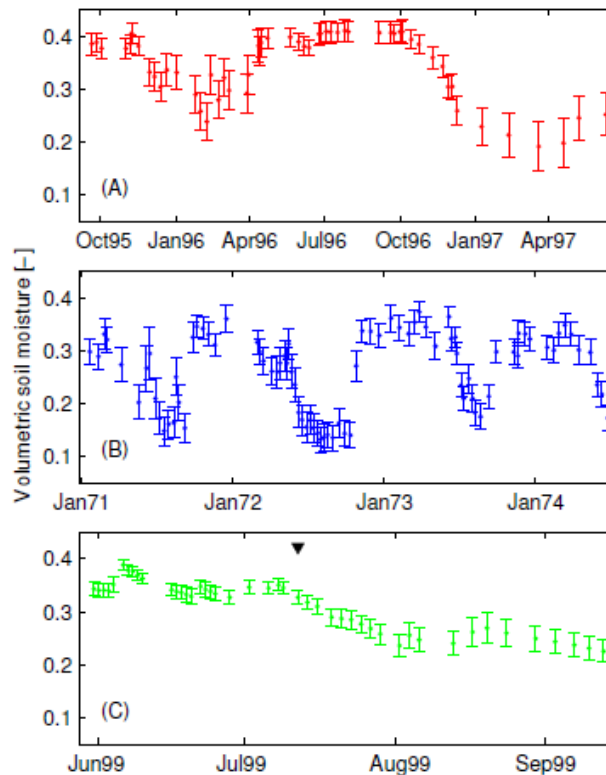 Volumetric soil moisture [–]
0.4
0.3
0.2
0.1
(A)
Oct95 Jan96 Apr96 Jul96 Oct96 Jan97 Apr97
0.4
0.3
0.2
0.1
(B)
Jan71 Jan72 Jan73 Jan74
0.4
0.3
0.2
0.1
(C)
Jun99 Jul99 Aug99 Sep99